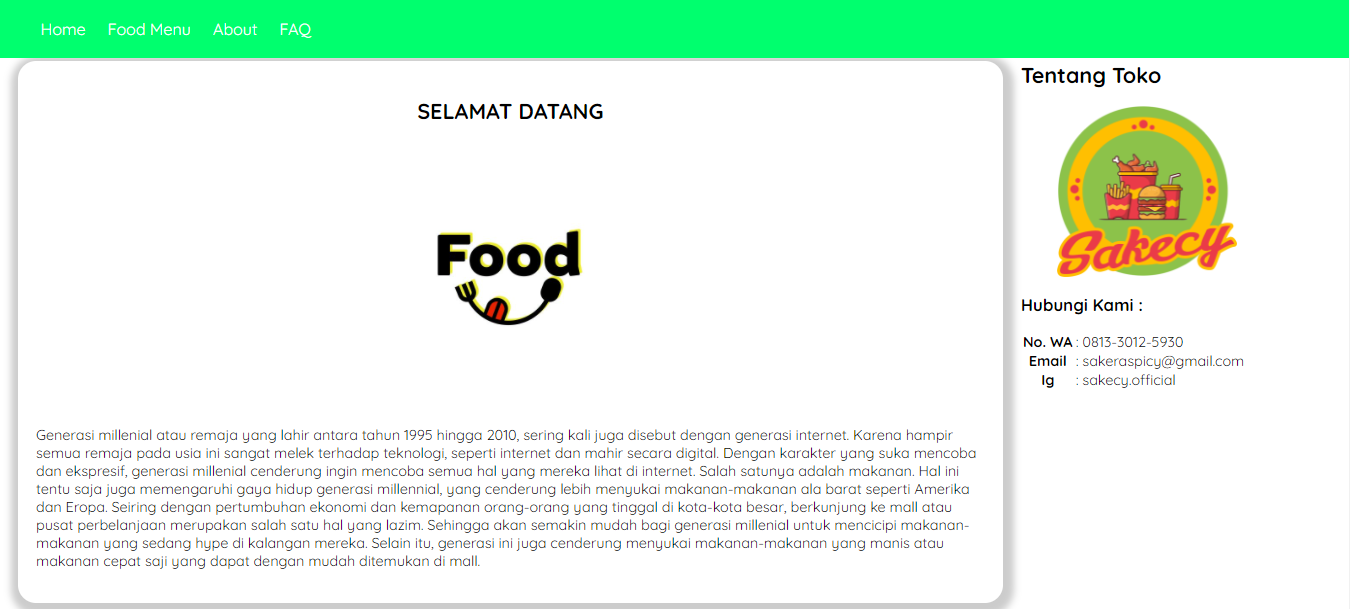 Home Food Menu About FAQ
SELAMAT DATANG
Food
Generasi millenial atau remaja yang lahir antara tahun 1995 hingga 2010, sering kali juga disebut dengan generasi internet. Karena hampir
semua remaja pada usia ini sangat melek terhadap teknologi, seperti internet dan mahir secara digital. Dengan karakter yang suka mencoba
dan ekspresif, generasi millenial cenderung ingin mencoba semua hal yang mereka lihat di internet. Salah satunya adalah makanan. Hal ini
tentu saja juga memengaruhi gaya hidup generasi millennial, yang cenderung lebih menyukai makanan-makanan ala barat seperti Amerika
dan Eropa. Seiring dengan pertumbuhan ekonomi dan kemapanan orang-orang yang tinggal di kota-kota besar, berkunjung ke mall atau
pusat perbelanjaan merupakan salah satu hal yang lazim. Sehingga akan semakin mudah bagi generasi millenial untuk mencicipi makanan-
makanan yang sedang hype di kalangan mereka. Selain itu, generasi ini juga cenderung menyukai makanan-makanan yang manis atau
makanan cepat saji yang dapat dengan mudah ditemukan di mall.
Tentang Toko
Sakecy
Hubungi Kami :
No. WA : 0813-3012-5930
Email : sakeraspicy@gmail.com
Ig : sakecy.official